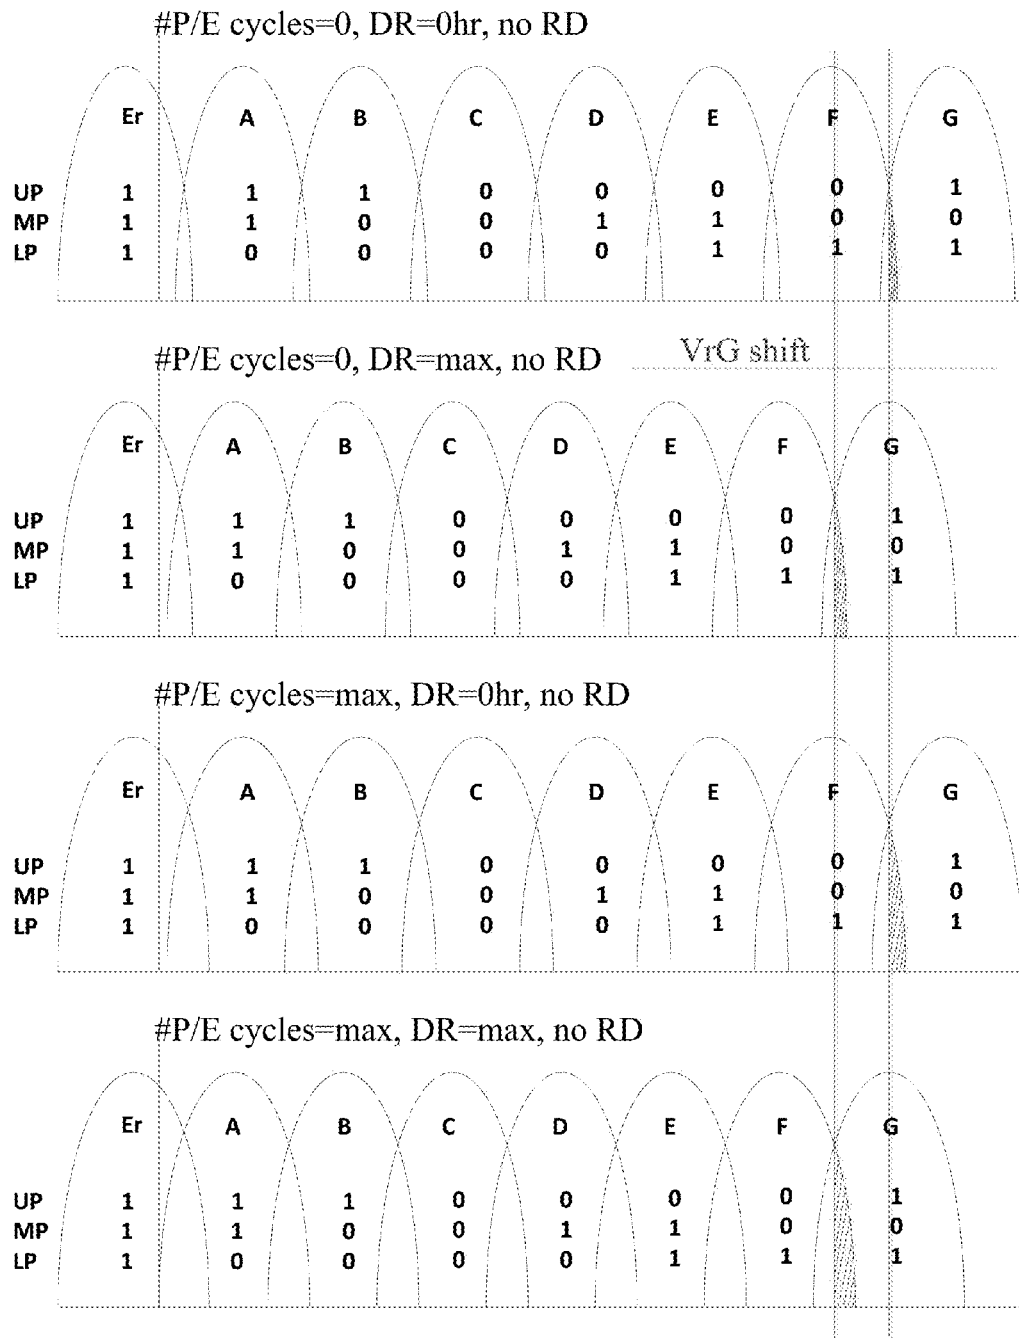 #P/E cycles=0, DR=0hr, no RD
Er A B C D E F G
UP 1 1 1 0 0 0 0 1
MP 1 1 0 0 1 1 0 0
LP 1 0 0 0 0 1 1 1
#P/E cycles=0, DR=max, no RD
VrG shift
Er A B C D E F G
UP 1 1 1 0 0 0 0 1
MP 1 1 0 0 1 1 0 0
LP 1 0 0 0 0 1 1 1
#P/E cycles=max, DR=0hr, no RD
Er A B C D E F G
UP 1 1 1 0 0 0 0 1
MP 1 1 0 0 1 1 0 0
LP 1 0 0 0 0 1 1 1
#P/E cycles=max, DR=max, no RD
Er A B C D E F G
UP 1 1 1 0 0 0 0 1
MP 1 1 0 0 1 1 0 0
LP 1 0 0 0 0 1 1 1